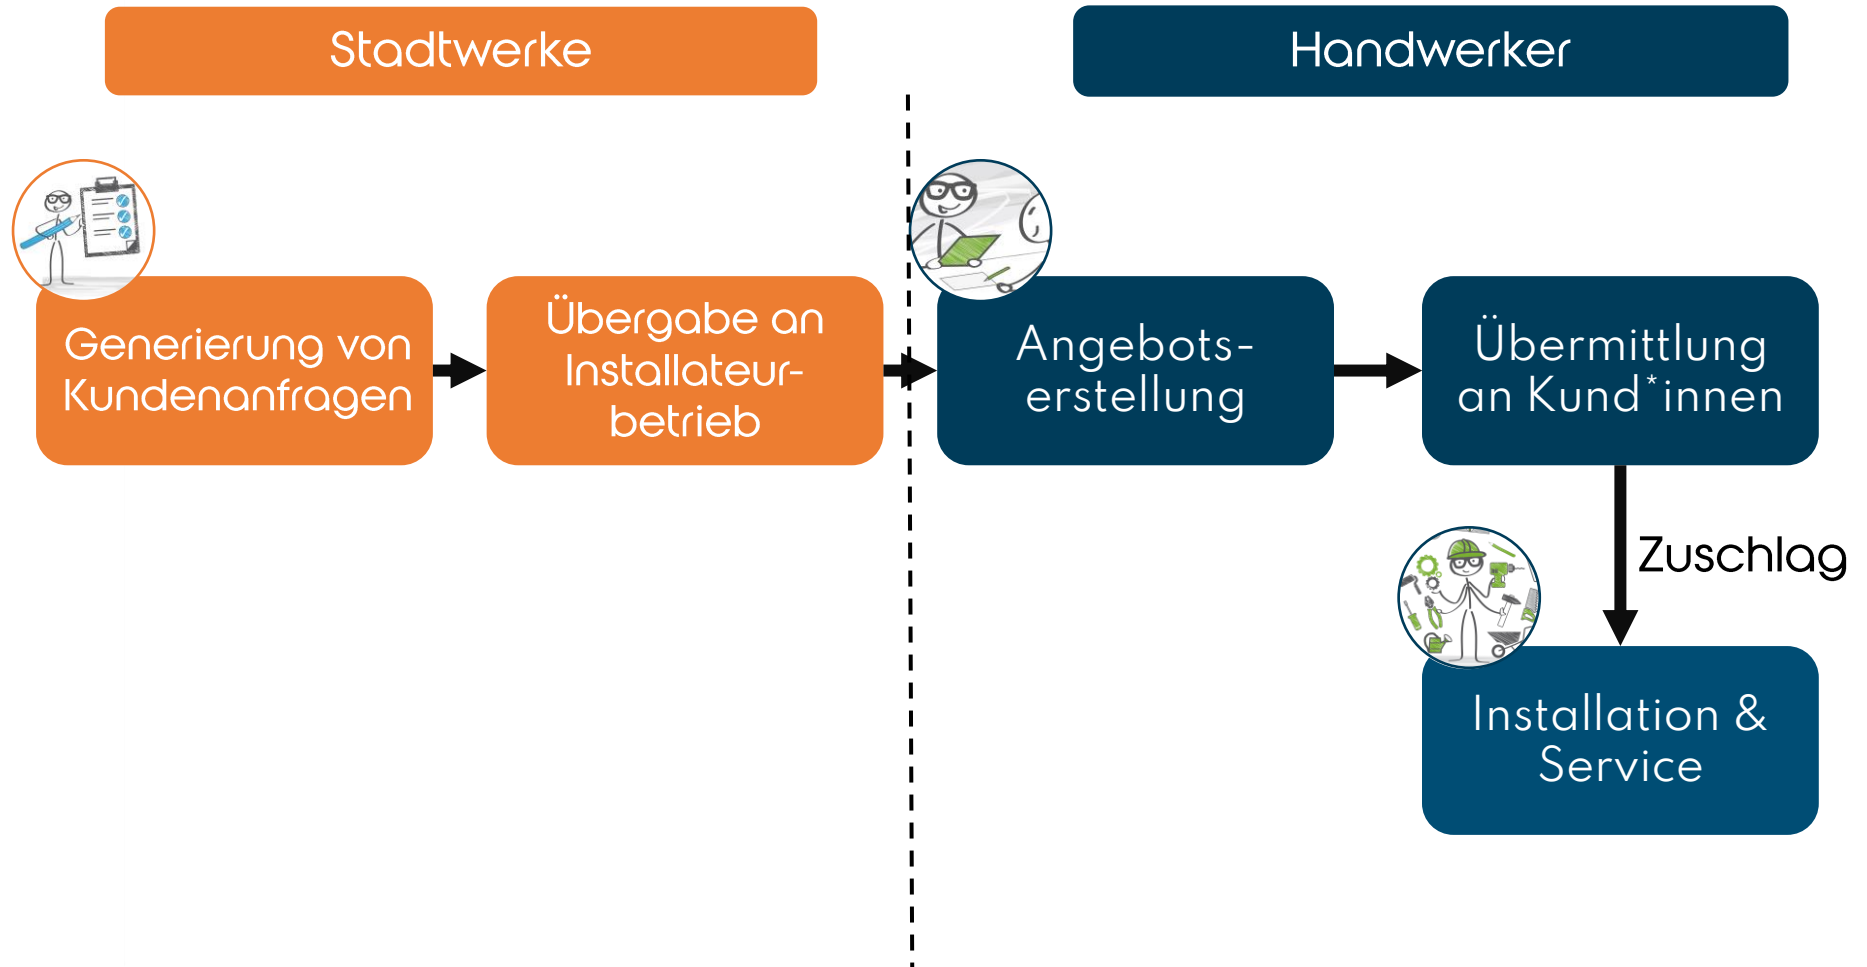 Stadtwerke
Handwerker
Generierung von
Kundenanfragen
Übergabe an
Installateur-
betrieb
Angebots-
erstellung
Übermittlung
an Kund*innen
Zuschlag
Installation &
Service